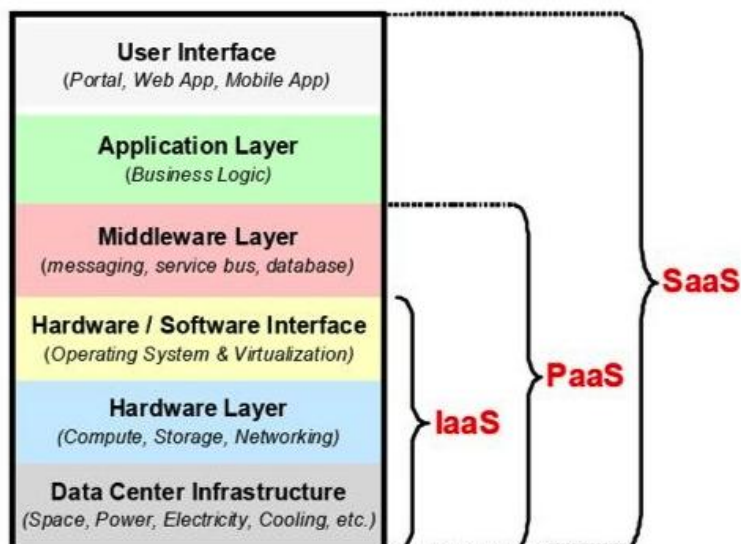 User Interface
(Portal, Web App, Mobile App)
Application Layer
(Business Logic)
Middleware Layer
(messaging, service bus, database)
Hardware / Software Interface
(Operating System & Virtualization)
Hardware Layer
(Compute, Storage, Networking)
Data Center Infrastructure
(Space, Power, Electricity, Cooling, etc.)
IaaS
PaaS
SaaS